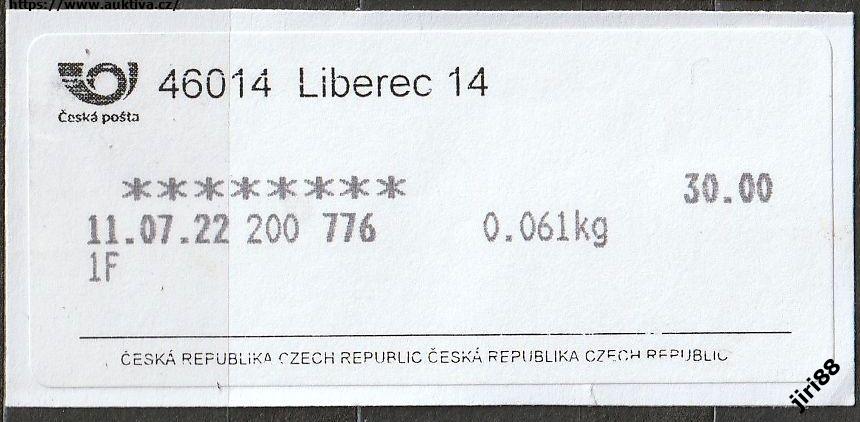 https://www.auktiva.cz/
Česká pošta
46014 Liberec 14
******** 30.00
11.07.22 200 776 0.061kg
1F
ČESKÁ REPUBLIKA CZECH REPUBLIC ČESKÁ REPUBLIKA CZECH REPUBLIC
jiri88